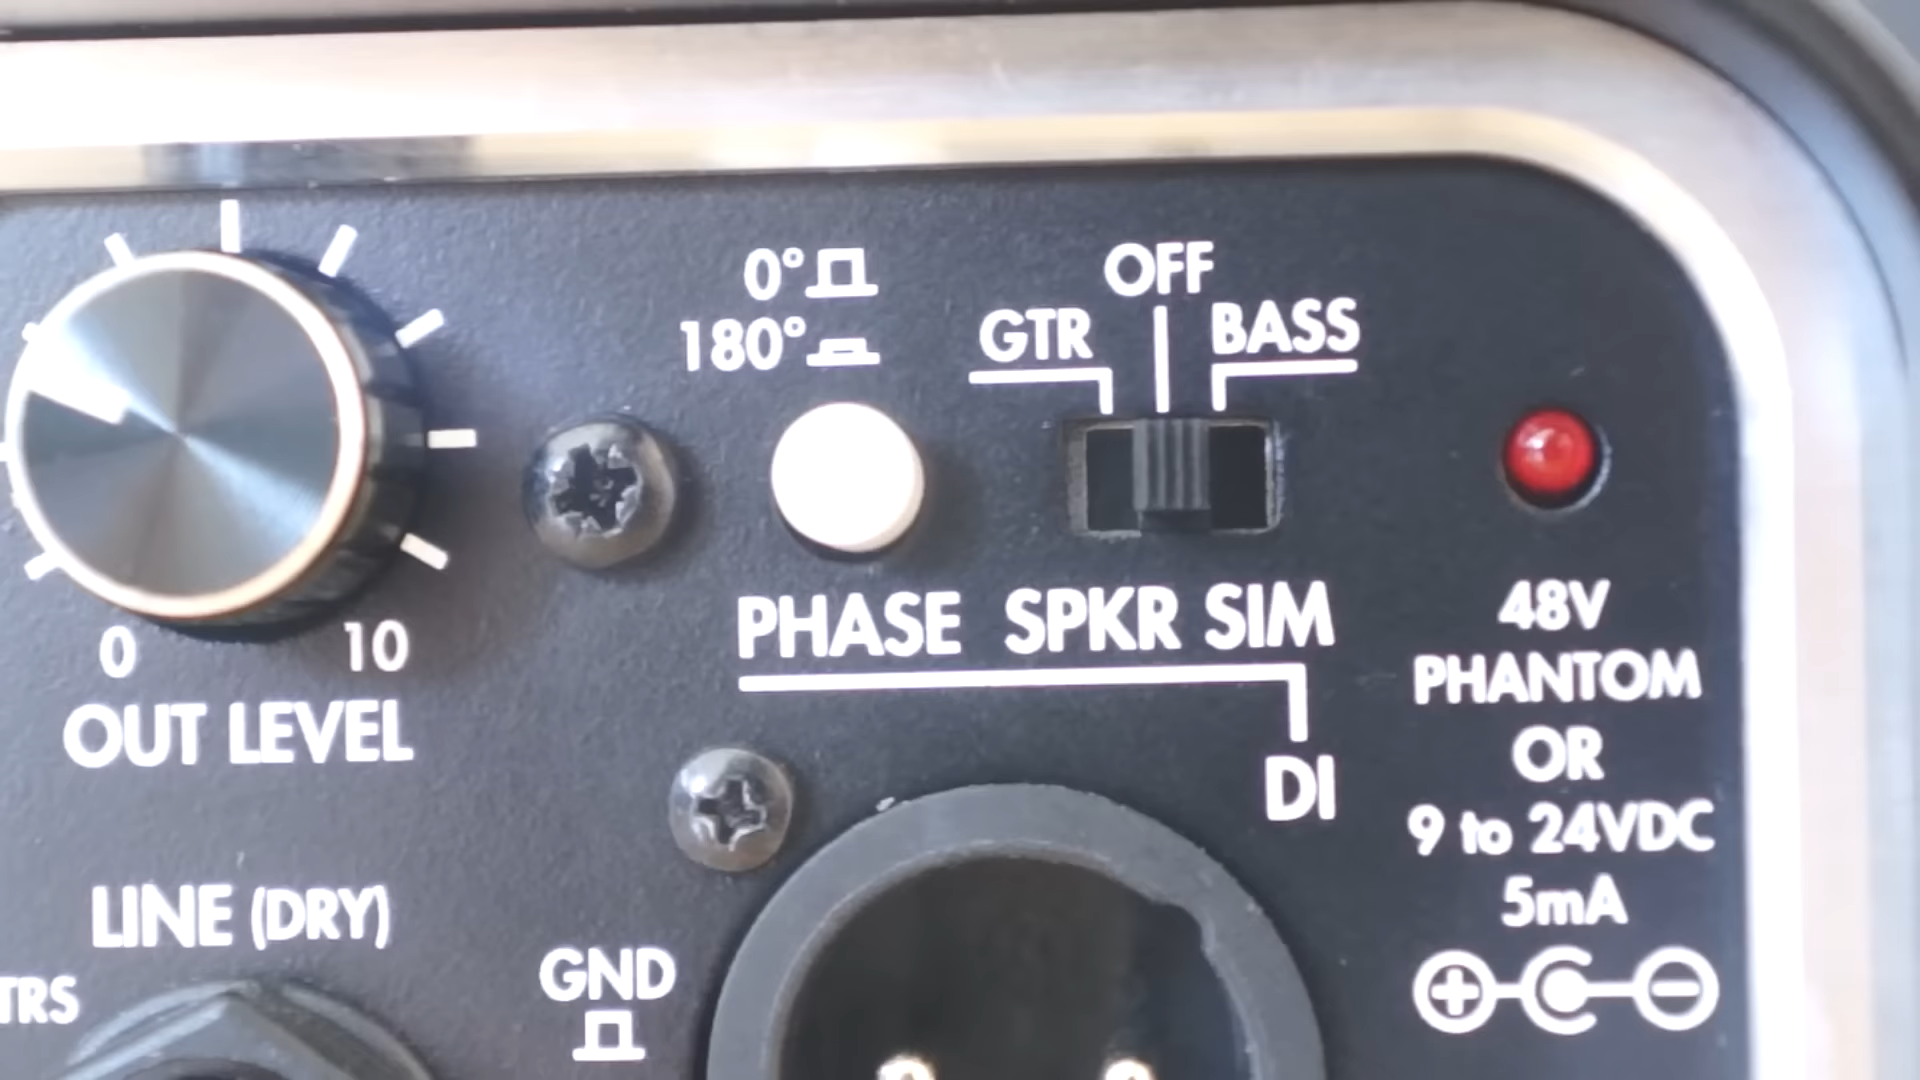 0°
180°
OFF
GTR
BASS
PHASE SPKR SIM
DI
0 10
OUT LEVEL
48V
PHANTOM
OR
9 to 24VDC
5mA
LINE (DRY)
TRS
GND